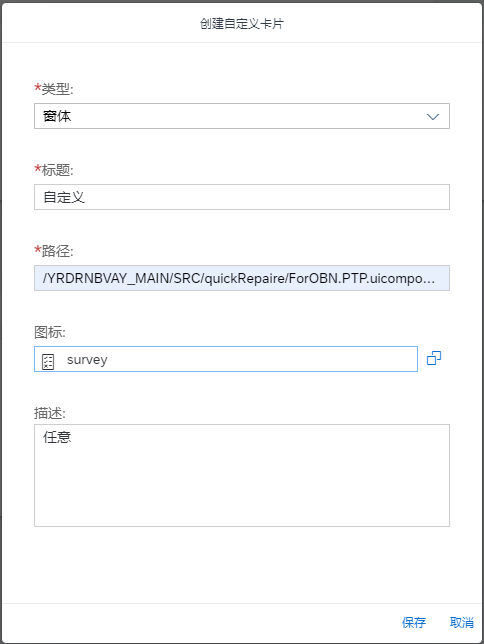 创建自定义卡片
*类型:
窗体
*标题:
自定义
*路径:
/YRDRNBVAY_MAIN/SRC/quickRepaire/ForOBN.PTP.uicompo...
图标:
survey
描述:
任意
保存 取消